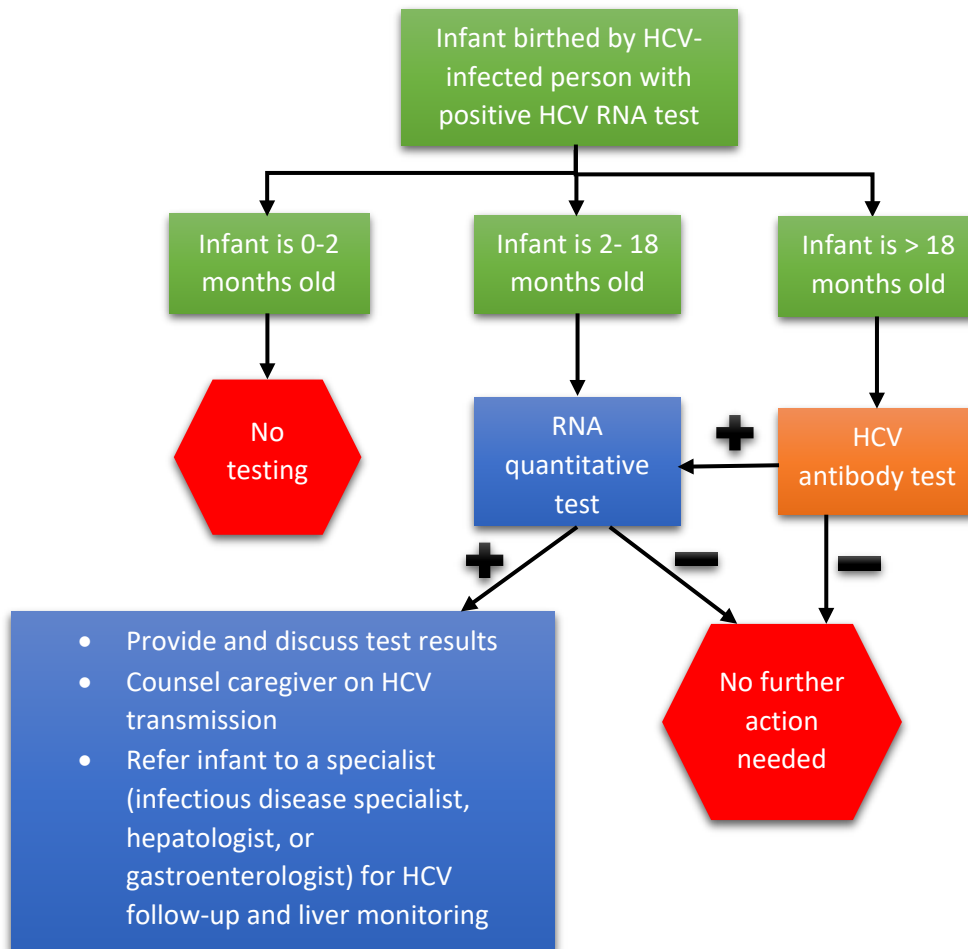 Infant birthed by HCV-
infected person with
positive HCV RNA test
Infant is 0-2
months old
Infant is 2- 18
months old
Infant is > 18
months old
No
testing
RNA
quantitative
test
+
HCV
antibody test
+
−
−
• Provide and discuss test results
• Counsel caregiver on HCV
transmission
• Refer infant to a specialist
(infectious disease specialist,
hepatologist, or
gastroenterologist) for HCV
follow-up and liver monitoring
No further
action
needed